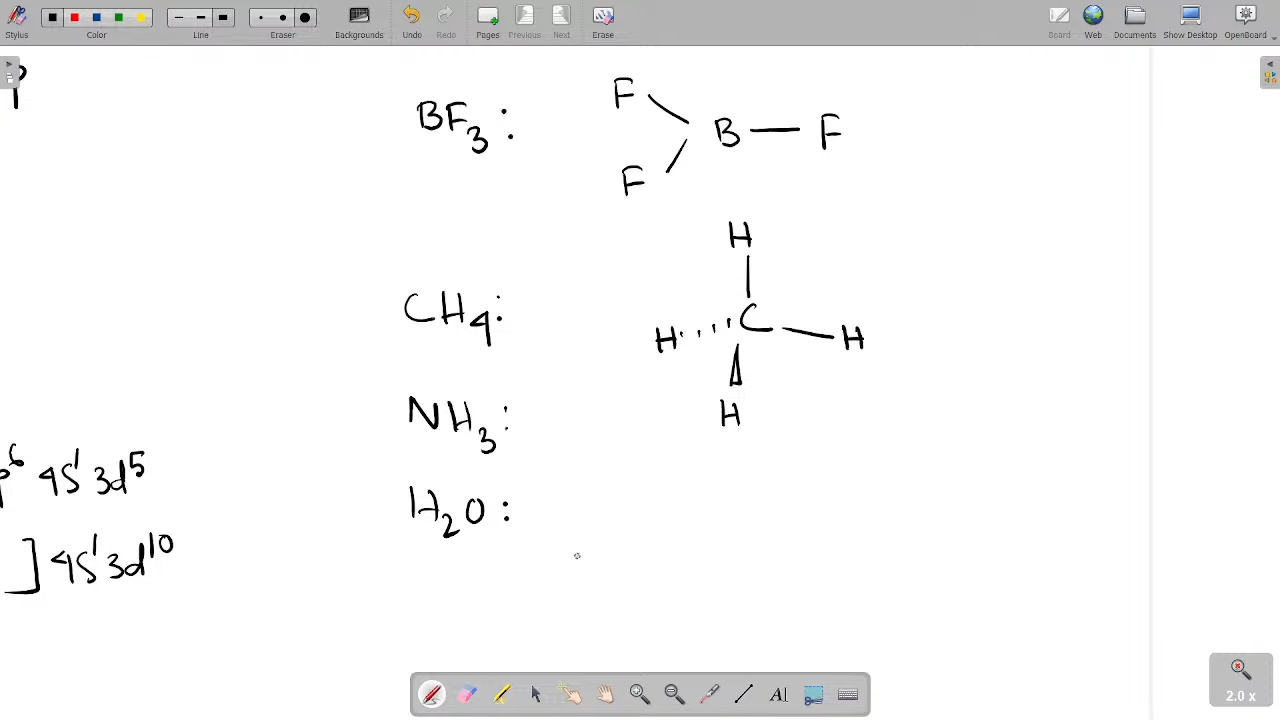 Stylus Color Line Eraser Backgrounds Undo Redo Pages Previous Next Erase Board Web Documents Show Desktop OpenBoard
BF3:
F
B — F
F
H
CH4:
H C H
H
NH3:
H2O:
p⁶ 4s¹ 3d⁵
] 4s¹ 3d¹⁰
2.0 x